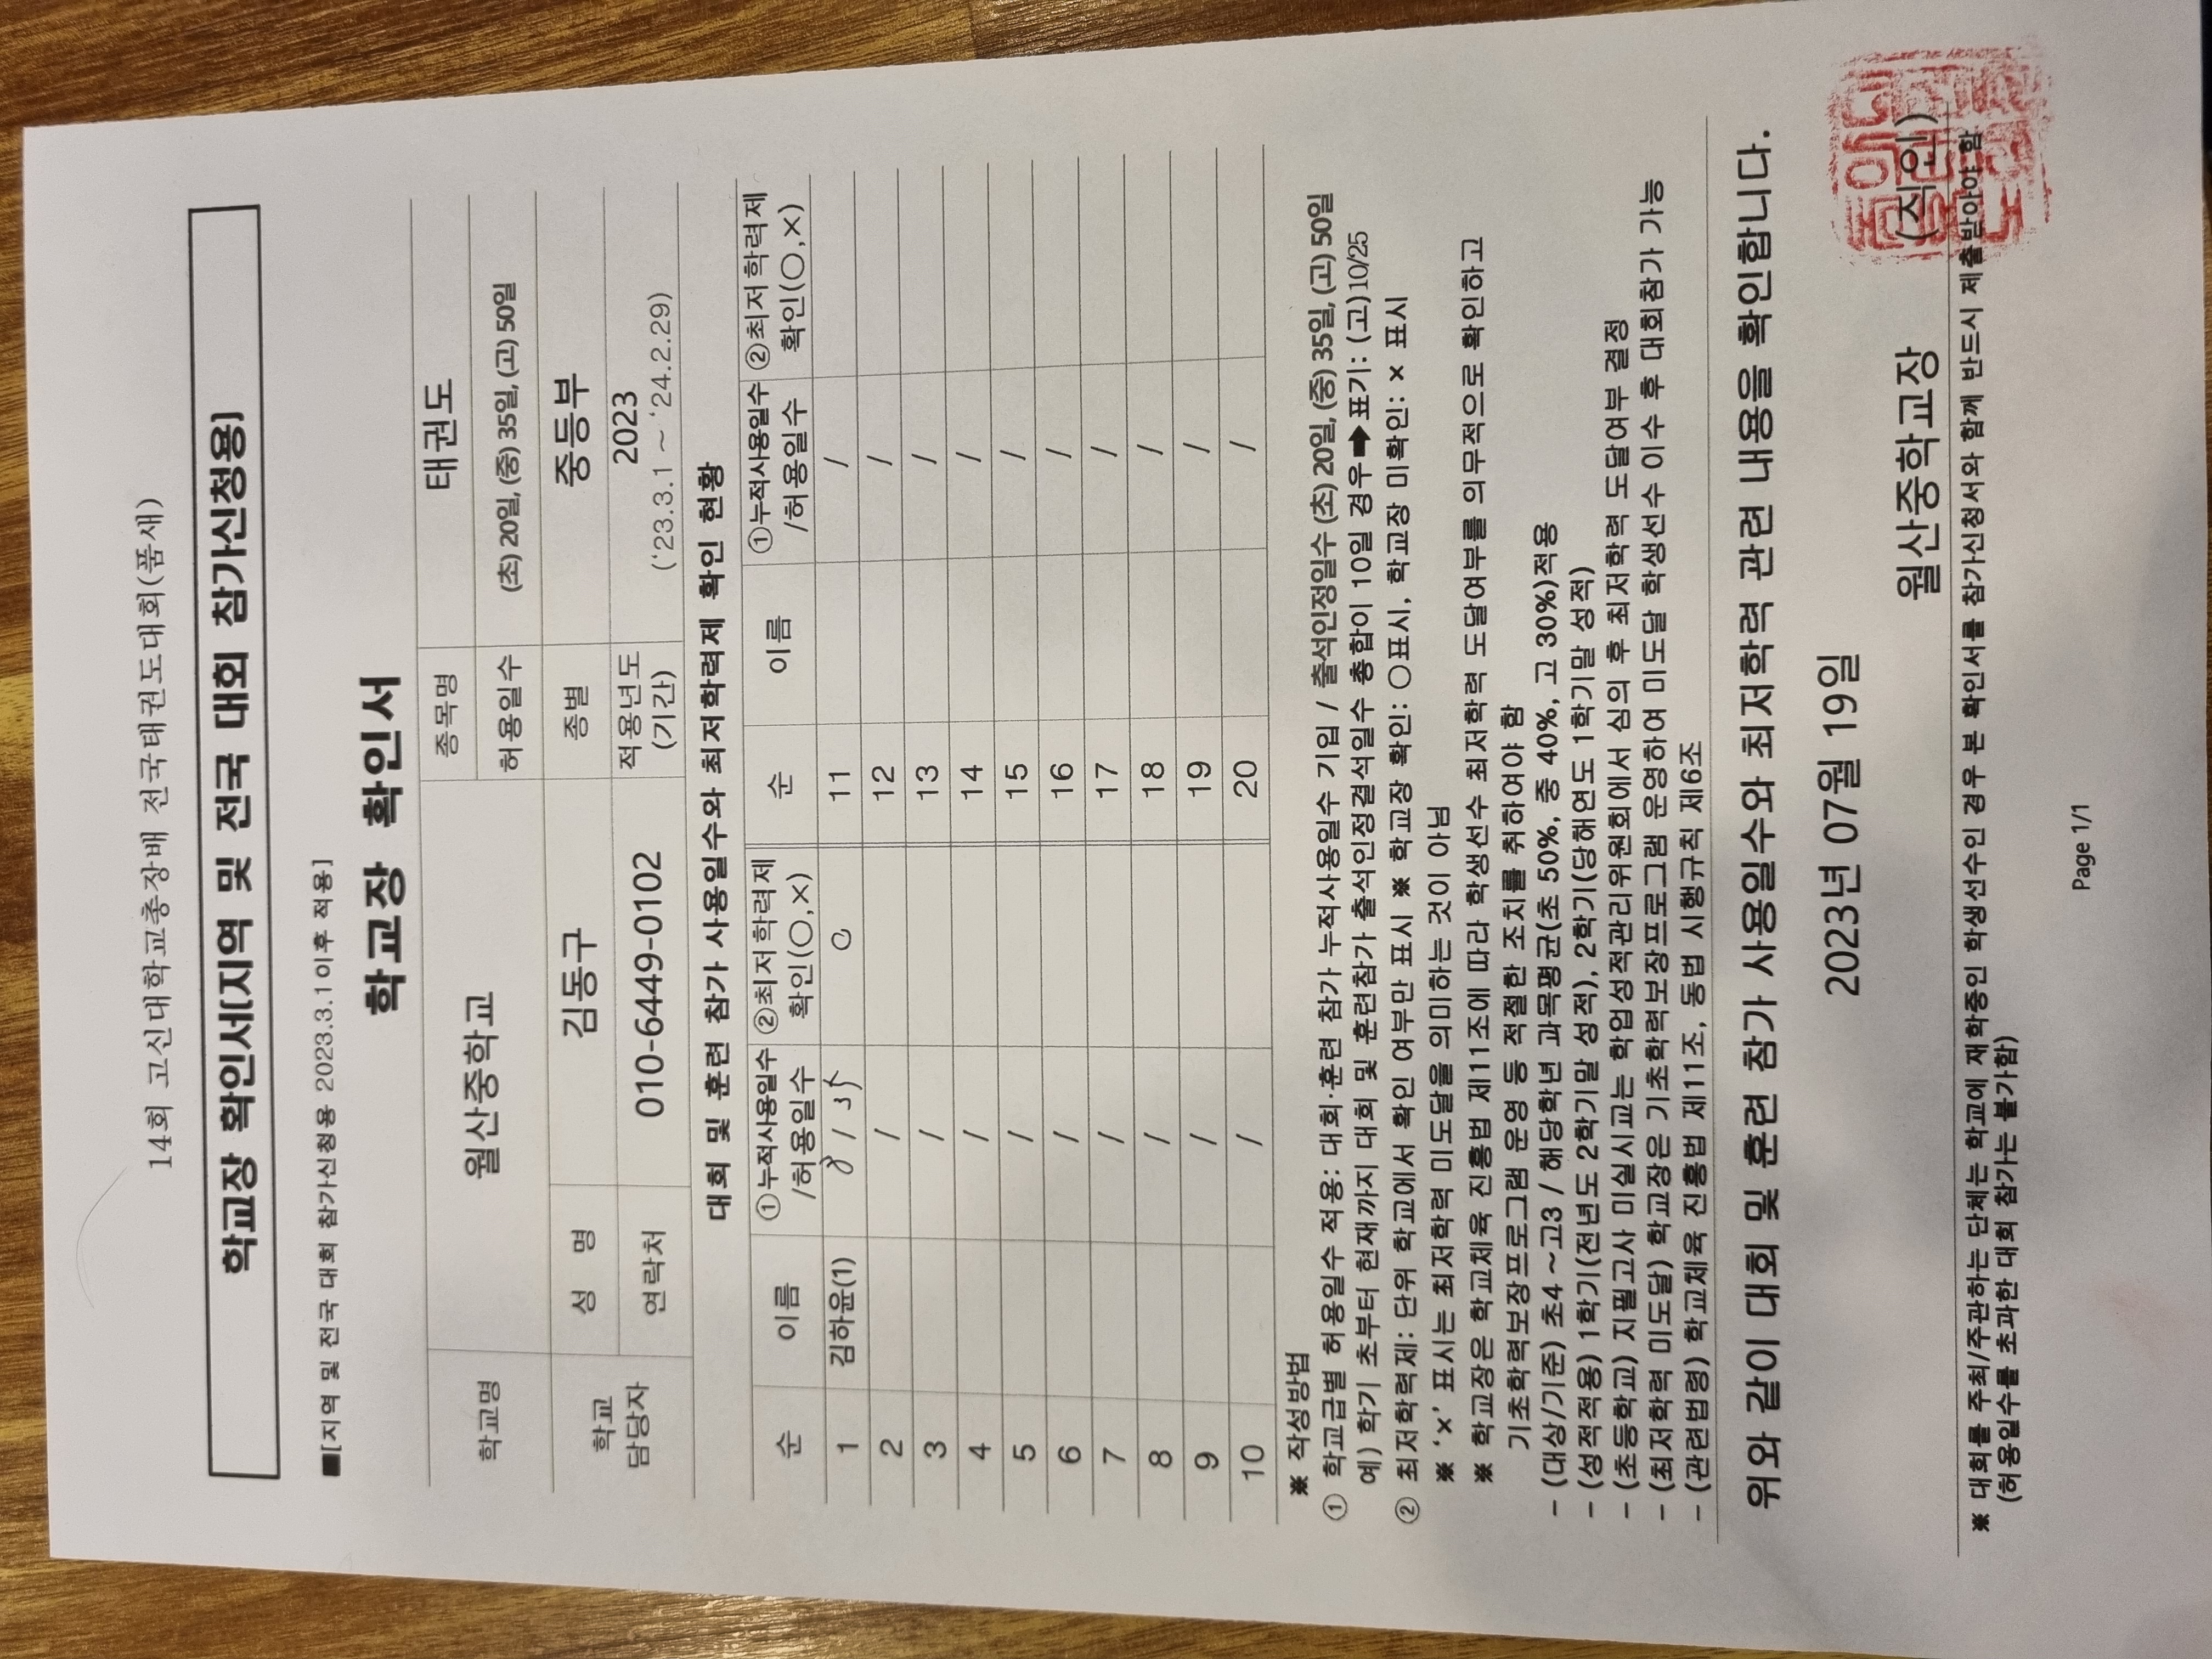 14회 고신대학교총장배 전국태권도대회(품새)
학교장 확인서[지역 및 전국 대회 참가신청용]
■[지역 및 전국 대회 참가신청용 2023.3.1이후 적용]
학교장 확인서
학교명 월산중학교 종목명 태권도
허용일수 (초) 20일, (중) 35일, (고) 50일
학교 담당자 성 명 김동구 종별 중등부
연락처 010-6449-0102 적용년도 (기간) 2023 ('23.3.1 ~ '24.2.29)
대회 및 훈련 참가 사용일수와 최저학력제 확인 현황
순 이름 ①누적사용일수 /허용일수 ②최저학력제 확인(○,×) 순 이름 ①누적사용일수 /허용일수 ②최저학력제 확인(○,×)
1 김하윤(1) / 35 ○ 11 /
2 / 12 /
3 / 13 /
4 / 14 /
5 / 15 /
6 / 16 /
7 / 17 /
8 / 18 /
9 / 19 /
10 / 20 /
※ 작성방법
① 학교급별 허용일수 적용: 대회·훈련 참가 누적사용일수 기입 / 출석인정일수 (초) 20일, (중) 35일, (고) 50일
예) 학기 초부터 현재까지 대회 및 훈련참가 출석인정결석일수 총합이 10일 경우➡표기: (고)10/25
② 최저학력제: 단위 학교에서 확인 여부만 표시 ※ 학교장 확인: ○표시, 학교장 미확인: × 표시
※ '×' 표시는 최저학력 미도달을 의미하는 것이 아님
※ 학교장은 학교체육 진흥법 제11조에 따라 학생선수 최저학력 도달여부를 의무적으로 확인하고
기초학력보장프로그램 운영 등 적절한 조치를 취하여야 함
- (대상/기준) 초4 ~고3 / 해당학년 과목평균(초 50%, 중 40%, 고 30%)적용
- (성적적용) 1학기(전년도 2학기말 성적), 2학기(당해연도 1학기말 성적)
- (초등학교) 지필고사 미실시교는 학업성적관리위원회에서 심의 후 최저학력 도달여부 결정
- (최저학력 미도달) 학교장은 기초학력보장프로그램 운영하여 미도달 학생선수 이수 후 대회참가 가능
- (관련법령) 학교체육 진흥법 제11조, 동법 시행규칙 제6조
위와 같이 대회 및 훈련 참가 사용일수와 최저학력 관련 내용을 확인합니다.
2023년 07월 19일
월산중학교장 (직인)
※ 대회를 주최/주관하는 단체는 학교에 재학중인 학생선수인 경우 본 확인서를 참가신청서와 함께 반드시 제출받아야 함
(허용일수를 초과한 대회 참가는 불가함)
Page 1/1